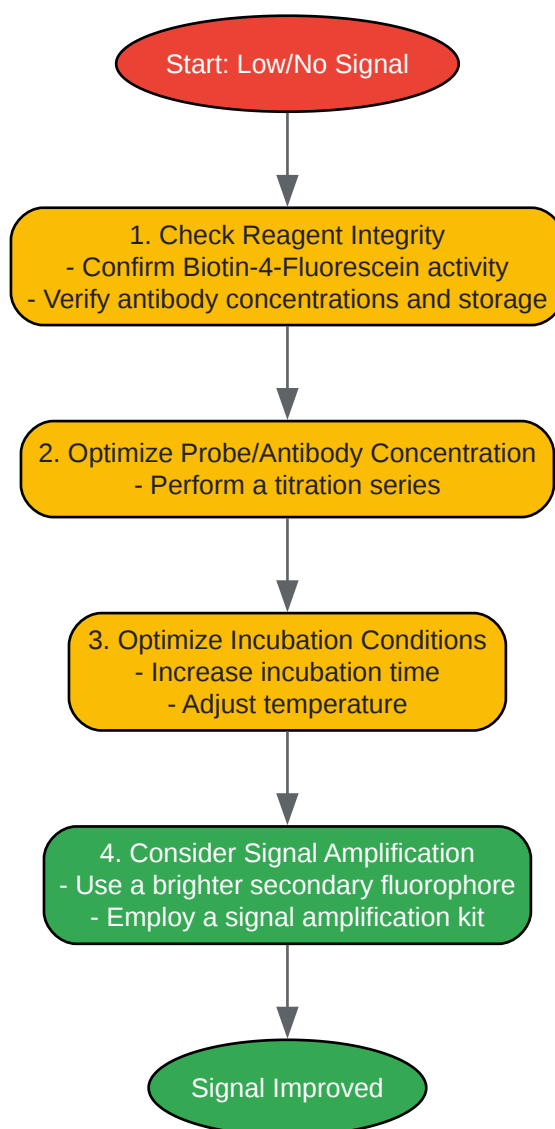 Start: Low/No Signal
1. Check Reagent Integrity
- Confirm Biotin-4-Fluorescein activity
- Verify antibody concentrations and storage
2. Optimize Probe/Antibody Concentration
- Perform a titration series
3. Optimize Incubation Conditions
- Increase incubation time
- Adjust temperature
4. Consider Signal Amplification
- Use a brighter secondary fluorophore
- Employ a signal amplification kit
Signal Improved